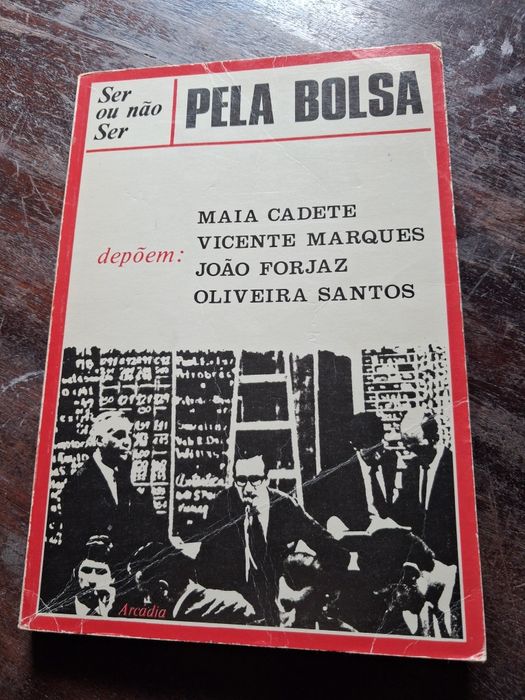 Ser
ou não
Ser
PELA BOLSA
depõem:
MAIA CADETE
VICENTE MARQUES
JOÃO FORJAZ
OLIVEIRA SANTOS
Arcádia